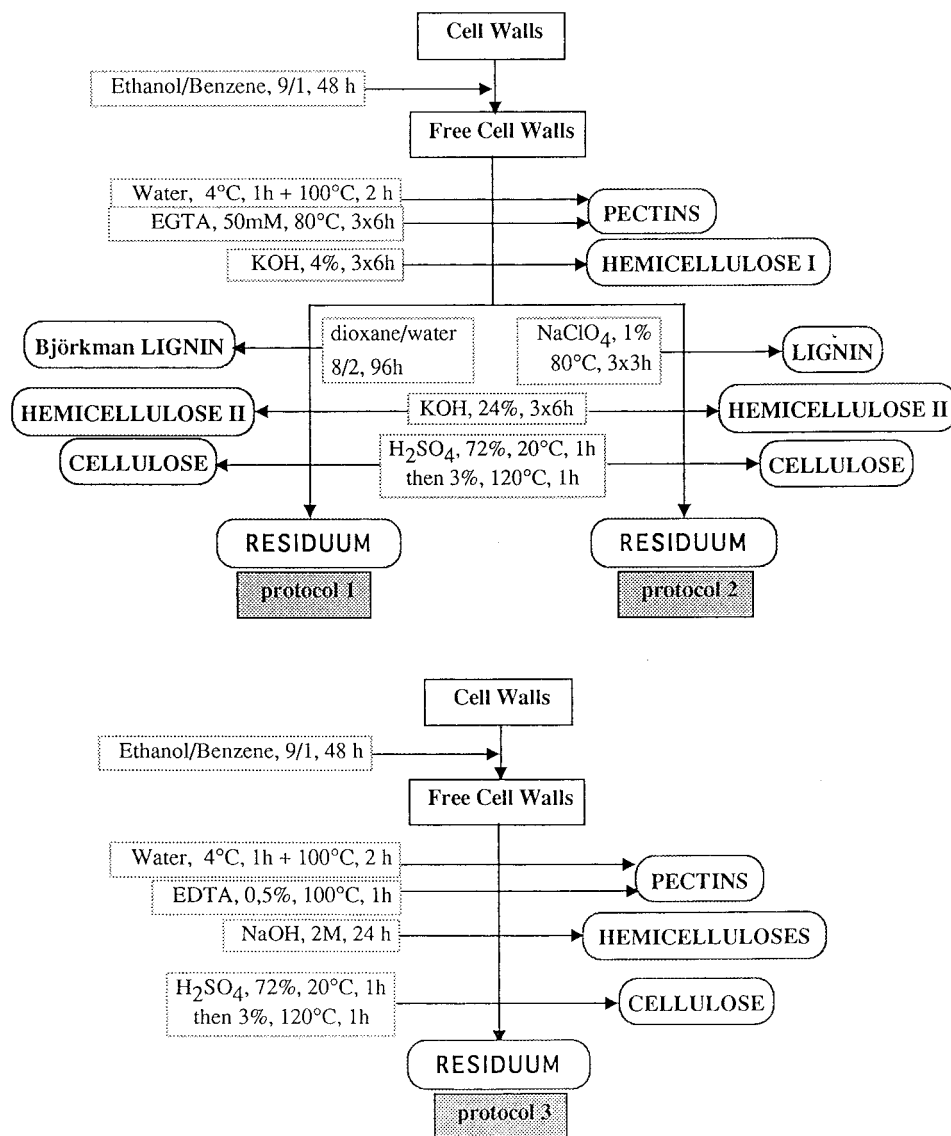 Cell Walls
Ethanol/Benzene, 9/1, 48 h
Free Cell Walls
Water, 4°C, 1h + 100°C, 2 h
EGTA, 50mM, 80°C, 3x6h
PECTINS
KOH, 4%, 3x6h
HEMICELLULOSE I
Björkman LIGNIN
dioxane/water
8/2, 96h
NaClO4, 1%
80°C, 3x3h
LIGNIN
HEMICELLULOSE II
KOH, 24%, 3x6h
HEMICELLULOSE II
CELLULOSE
H2SO4, 72%, 20°C, 1h
then 3%, 120°C, 1h
CELLULOSE
RESIDUUM
RESIDUUM
protocol 1
protocol 2
Cell Walls
Ethanol/Benzene, 9/1, 48 h
Free Cell Walls
Water, 4°C, 1h + 100°C, 2 h
EDTA, 0,5%, 100°C, 1h
PECTINS
NaOH, 2M, 24 h
HEMICELLULOSES
H2SO4, 72%, 20°C, 1h
then 3%, 120°C, 1h
CELLULOSE
RESIDUUM
protocol 3